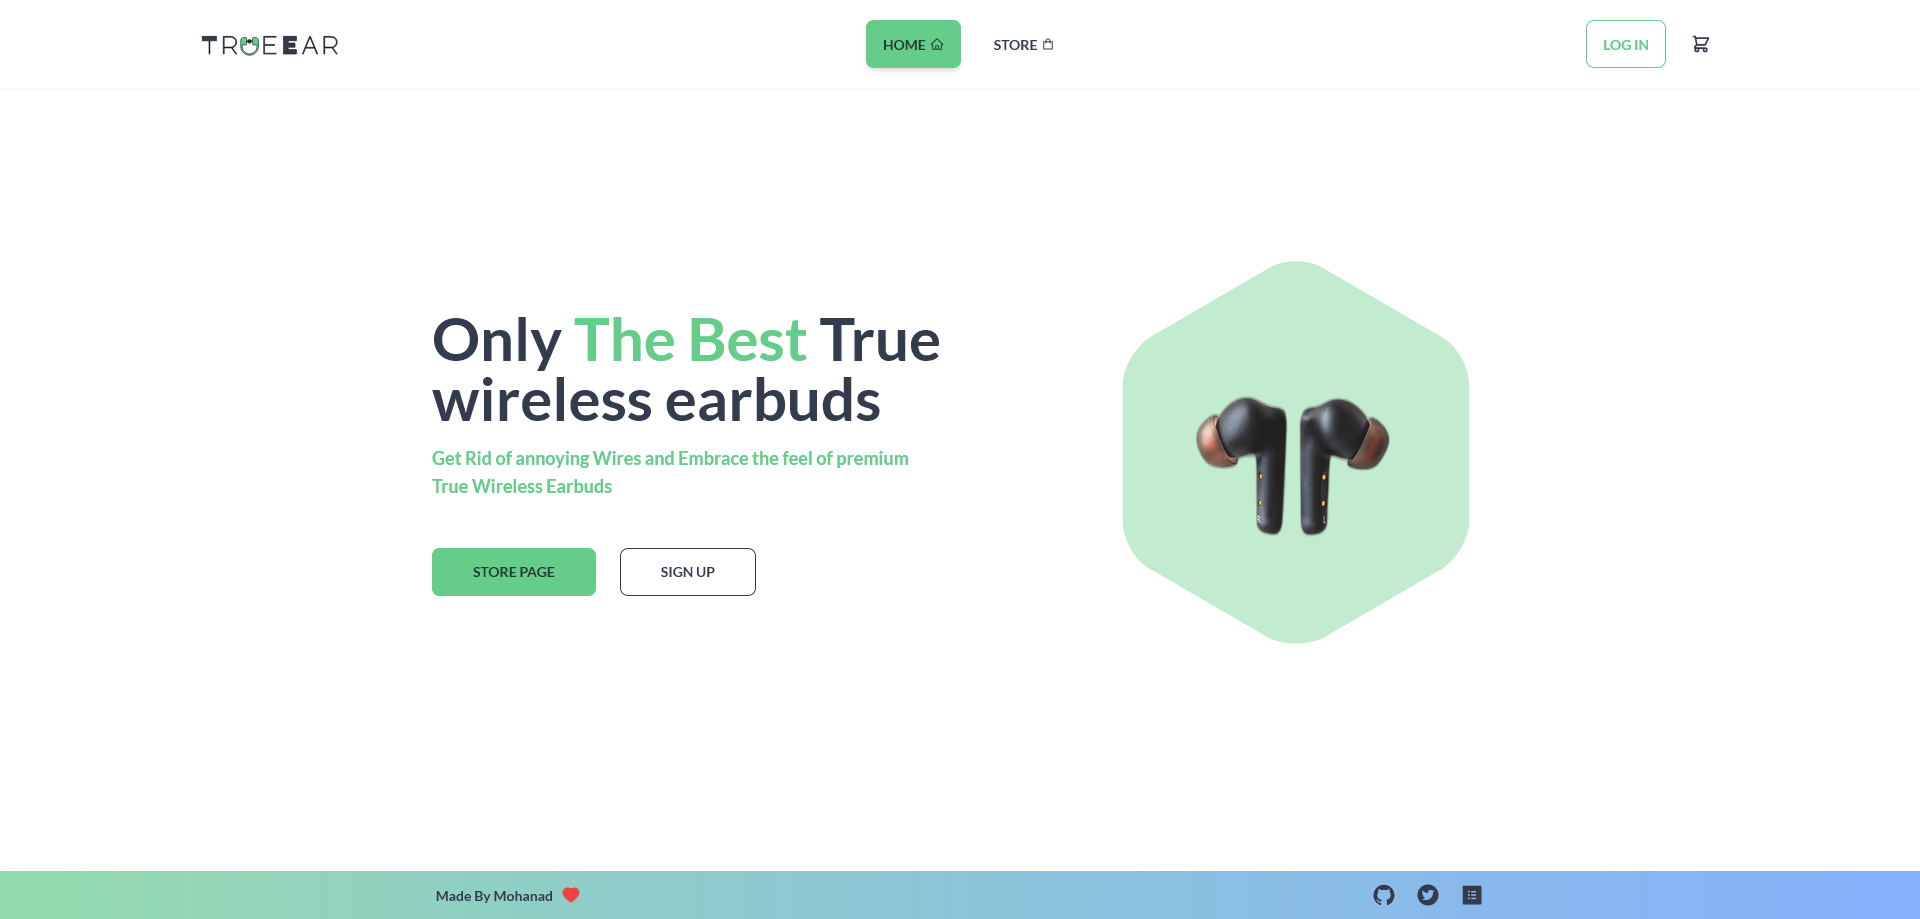 TRUEEAR
HOME
STORE
LOG IN
Only The Best True
wireless earbuds
Get Rid of annoying Wires and Embrace the feel of premium
True Wireless Earbuds
STORE PAGE
SIGN UP
R
L
Made By Mohanad